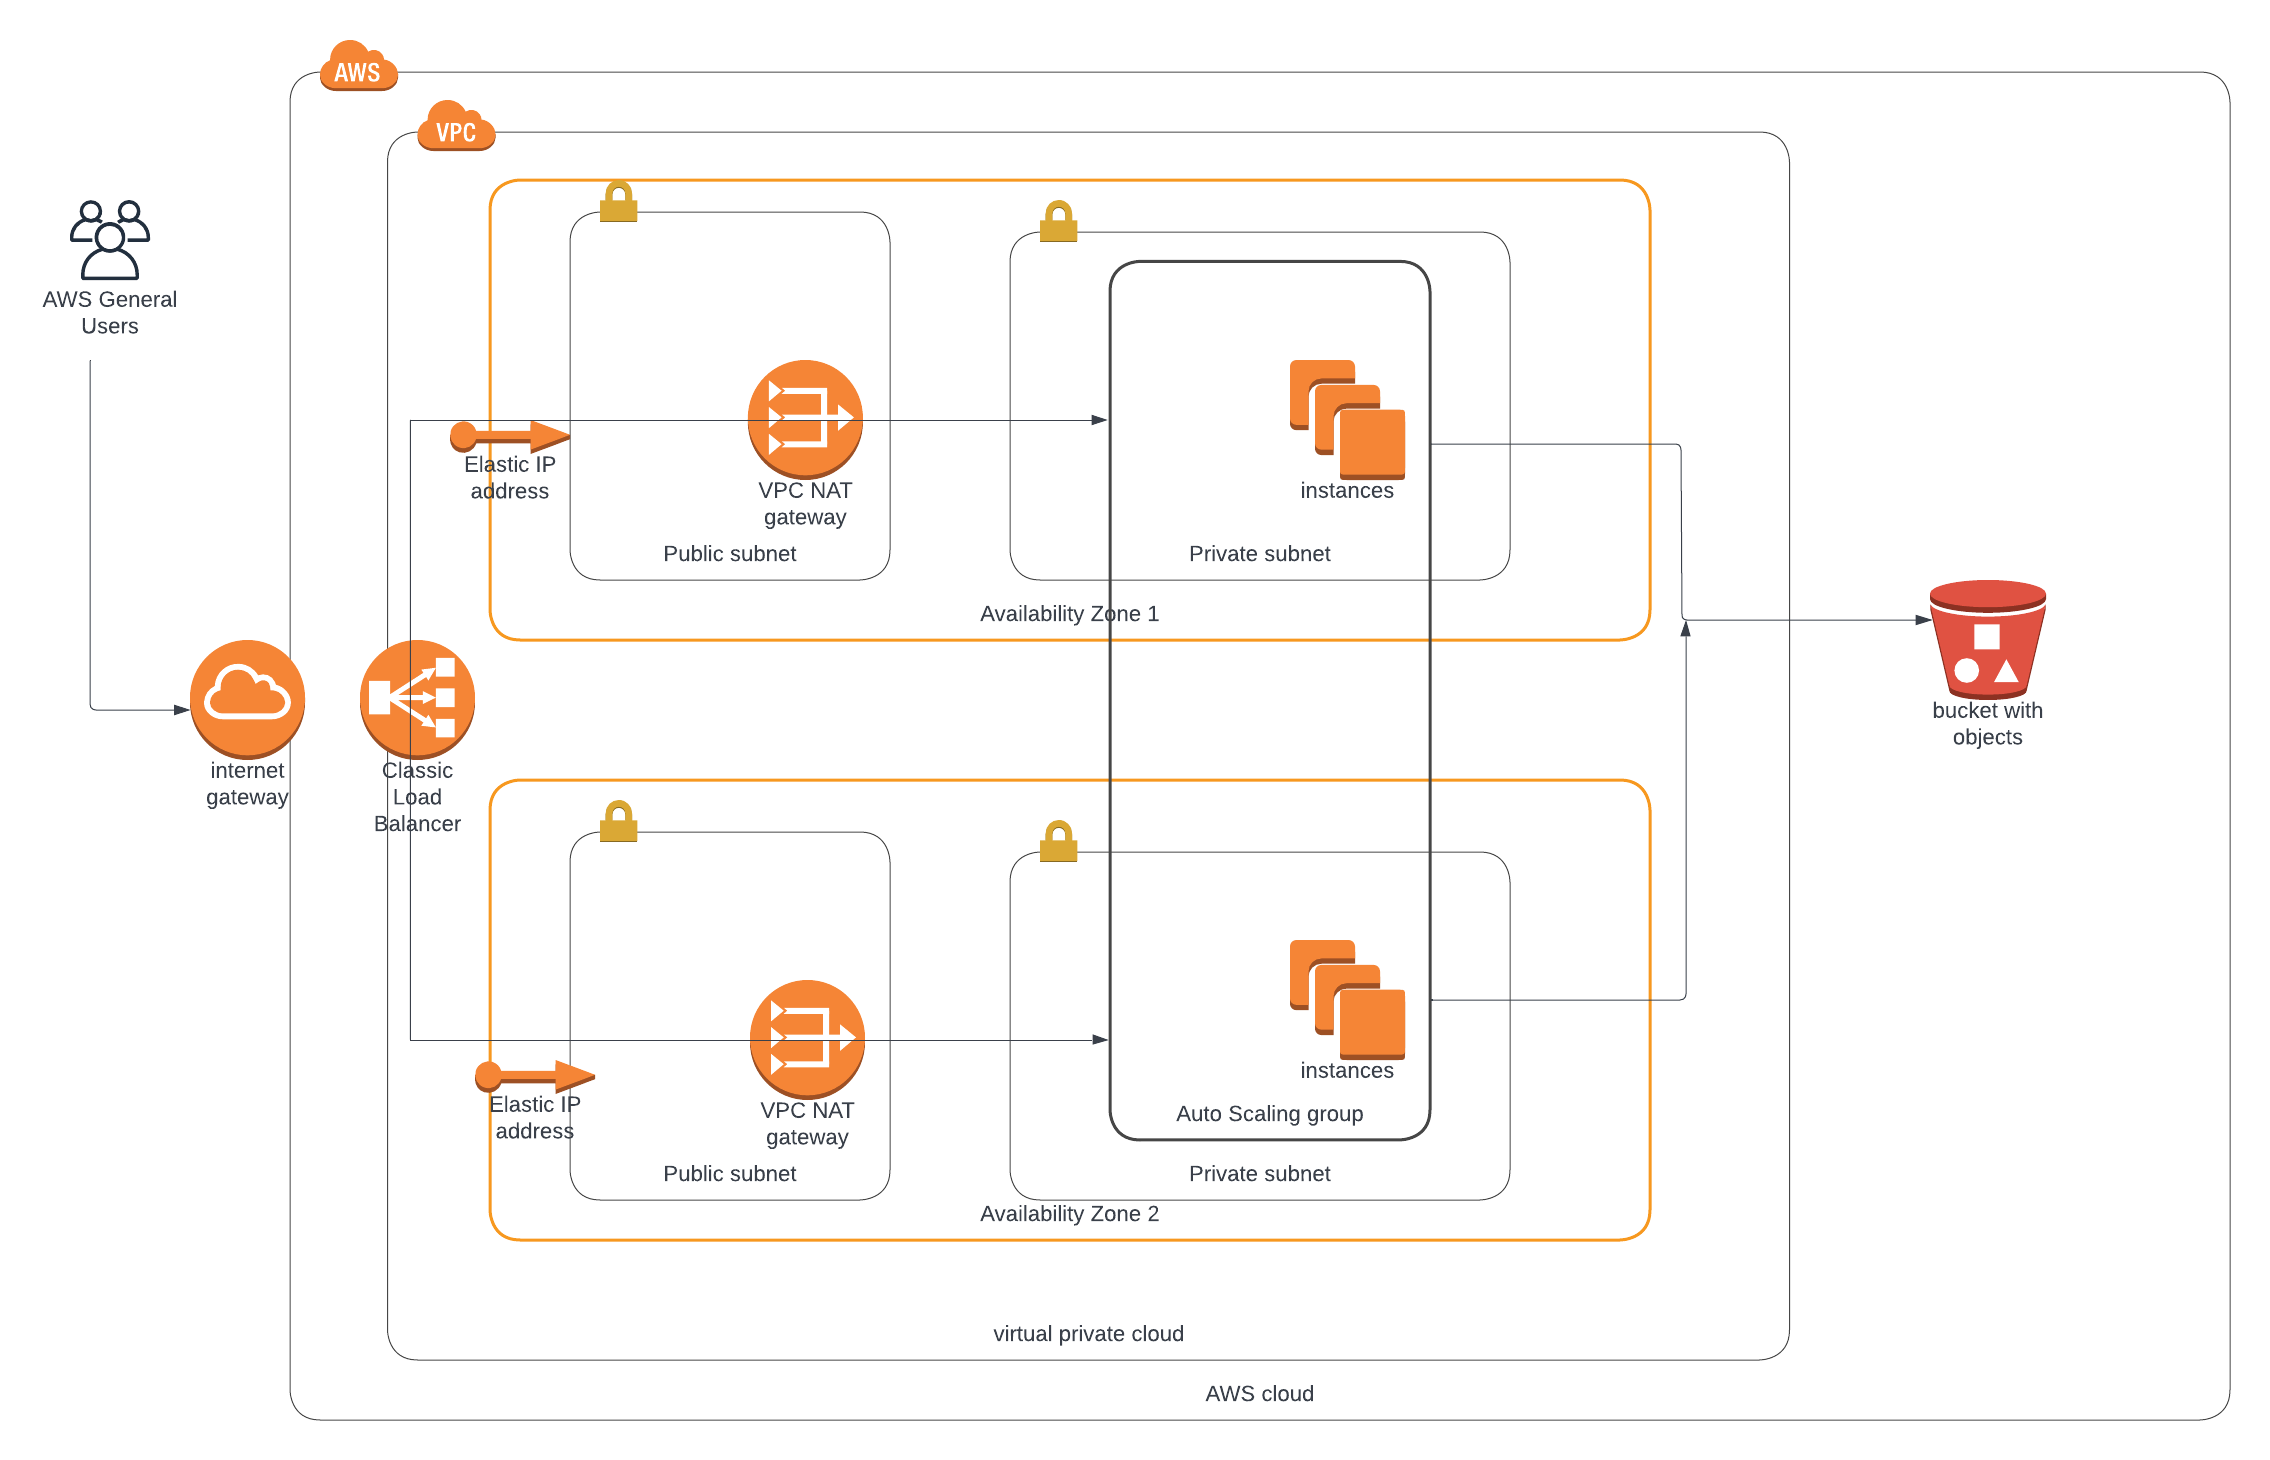 AWS
VPC
AWS General
Users
Elastic IP
address
VPC NAT
gateway
Public subnet
instances
Private subnet
Availability Zone 1
internet
gateway
Classic
Load
Balancer
bucket with
objects
Elastic IP
address
VPC NAT
gateway
Public subnet
instances
Auto Scaling group
Private subnet
Availability Zone 2
virtual private cloud
AWS cloud